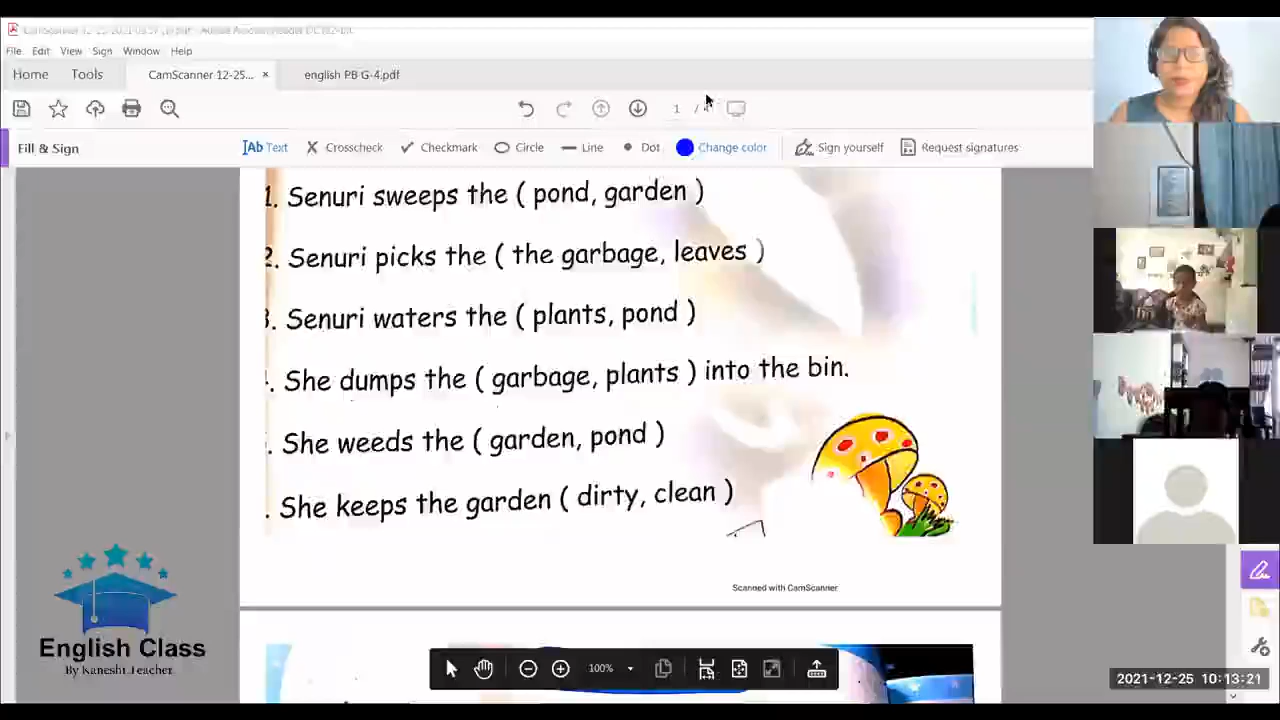 File Edit View Sign Window Help
Home Tools CamScanner 12-25... × english PB G-4.pdf
1 /
Fill & Sign Ab Text Crosscheck Checkmark Circle Line Dot Change color Sign yourself Request signatures
1. Senuri sweeps the ( pond, garden )
2. Senuri picks the ( the garbage, leaves )
3. Senuri waters the ( plants, pond )
. She dumps the ( garbage, plants ) into the bin.
. She weeds the ( garden, pond )
. She keeps the garden ( dirty, clean )
Scanned with CamScanner
English Class
By Kaneshi Teacher
100%
2021-12-25 10:13:21